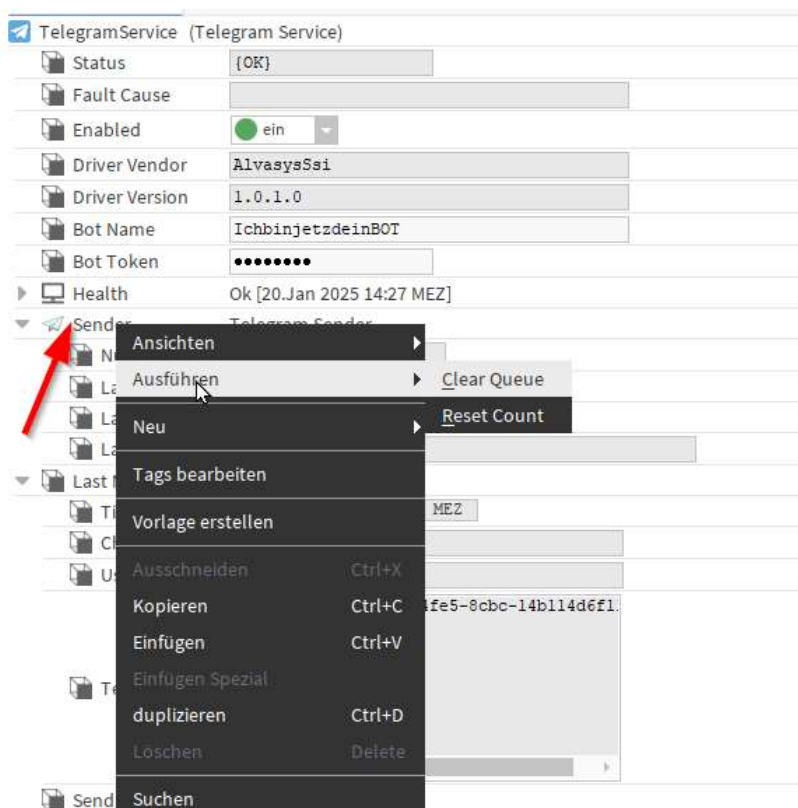 TelegramService (Telegram Service)
Status {OK}
Fault Cause
Enabled ein
Driver Vendor AlvasysSsi
Driver Version 1.0.1.0
Bot Name IchbinjetzdeinBOT
Bot Token ••••••••
Health Ok [20.Jan 2025 14:27 MEZ]
Sender Telegram Sender
Ansichten
Ausführen
Clear Queue
Reset Count
Neu
Last
Tags bearbeiten
MEZ
Vorlage erstellen
Ausschneiden Ctrl+X
Kopieren Ctrl+C
Einfügen Ctrl+V
Einfügen Spezial
duplizieren Ctrl+D
Löschen Delete
Send
Suchen